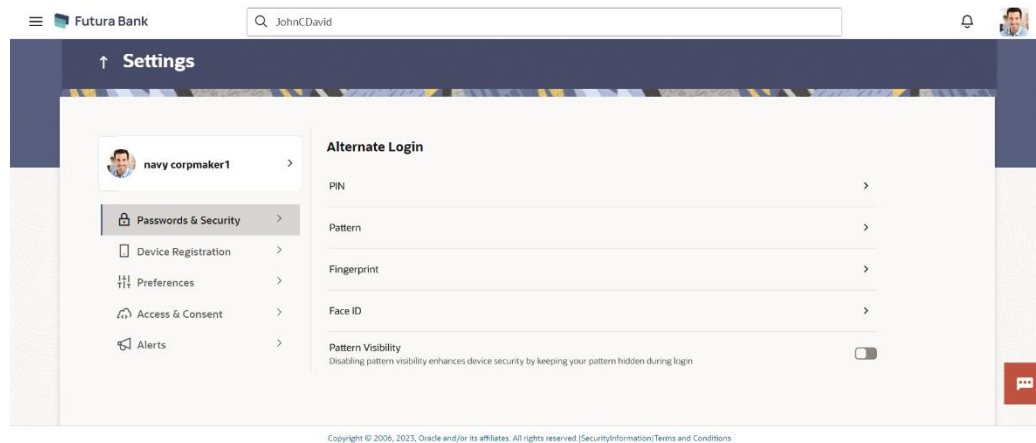 Futura Bank
JohnCDavid
↑ Settings
navy corpmaker1
Passwords & Security
Device Registration
Preferences
Access & Consent
Alerts
Alternate Login
PIN
Pattern
Fingerprint
Face ID
Pattern Visibility
Disabling pattern visibility enhances device security by keeping your pattern hidden during login
Copyright © 2006, 2023, Oracle and/or its affiliates. All rights reserved.|SecurityInformation|Terms and Conditions